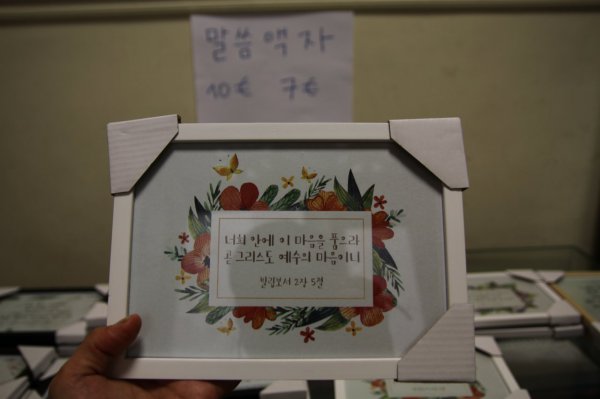 말씀액자
10€ 7€
너희 안에 이 마음을 품으라
곧 그리스도 예수의 마음이니
빌립보서 2장 5절